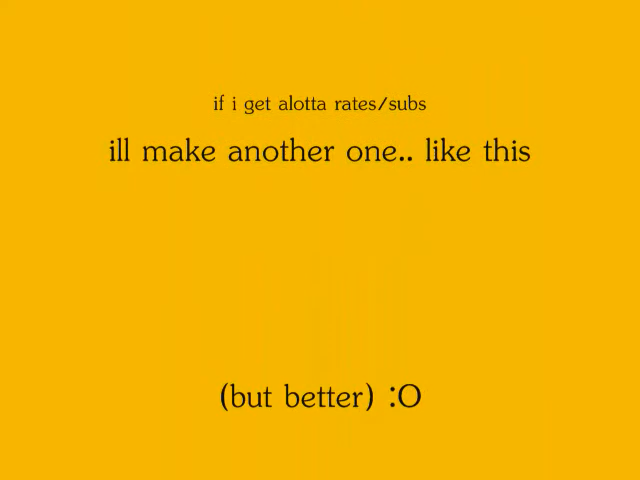 if i get alotta rates/subs
ill make another one.. like this
(but better) :O